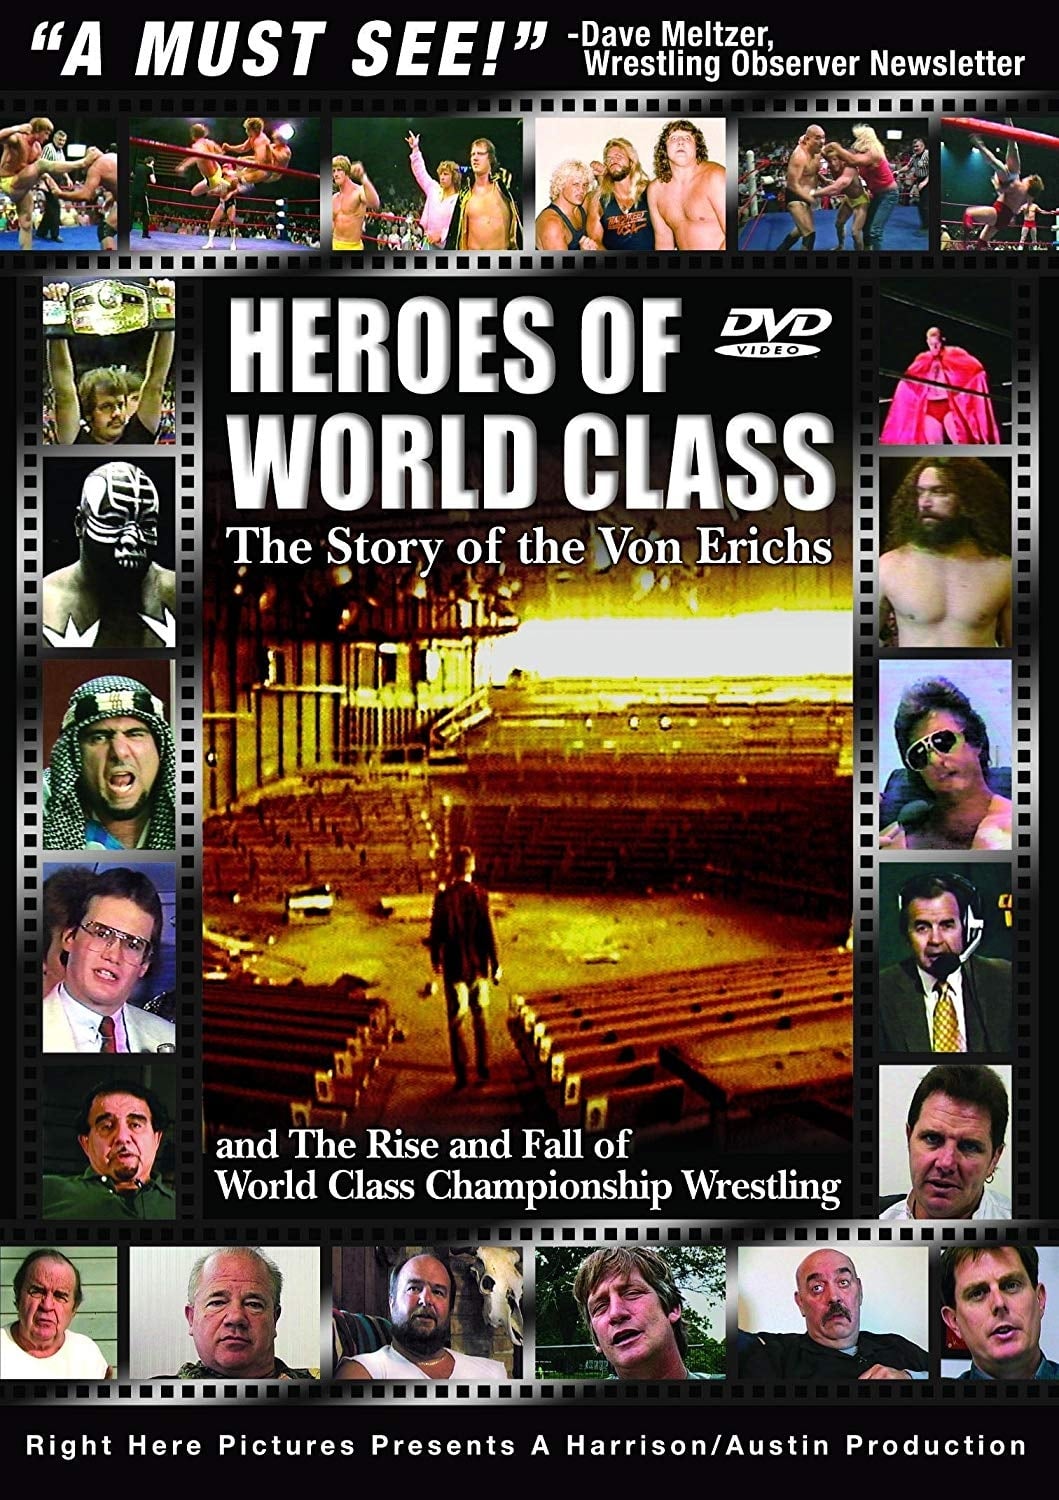 “A MUST SEE!” -Dave Meltzer,
Wrestling Observer Newsletter
HEROES OF
DVD
VIDEO
WORLD CLASS
The Story of the Von Erichs
and The Rise and Fall of
World Class Championship Wrestling
Right Here Pictures Presents A Harrison/Austin Production